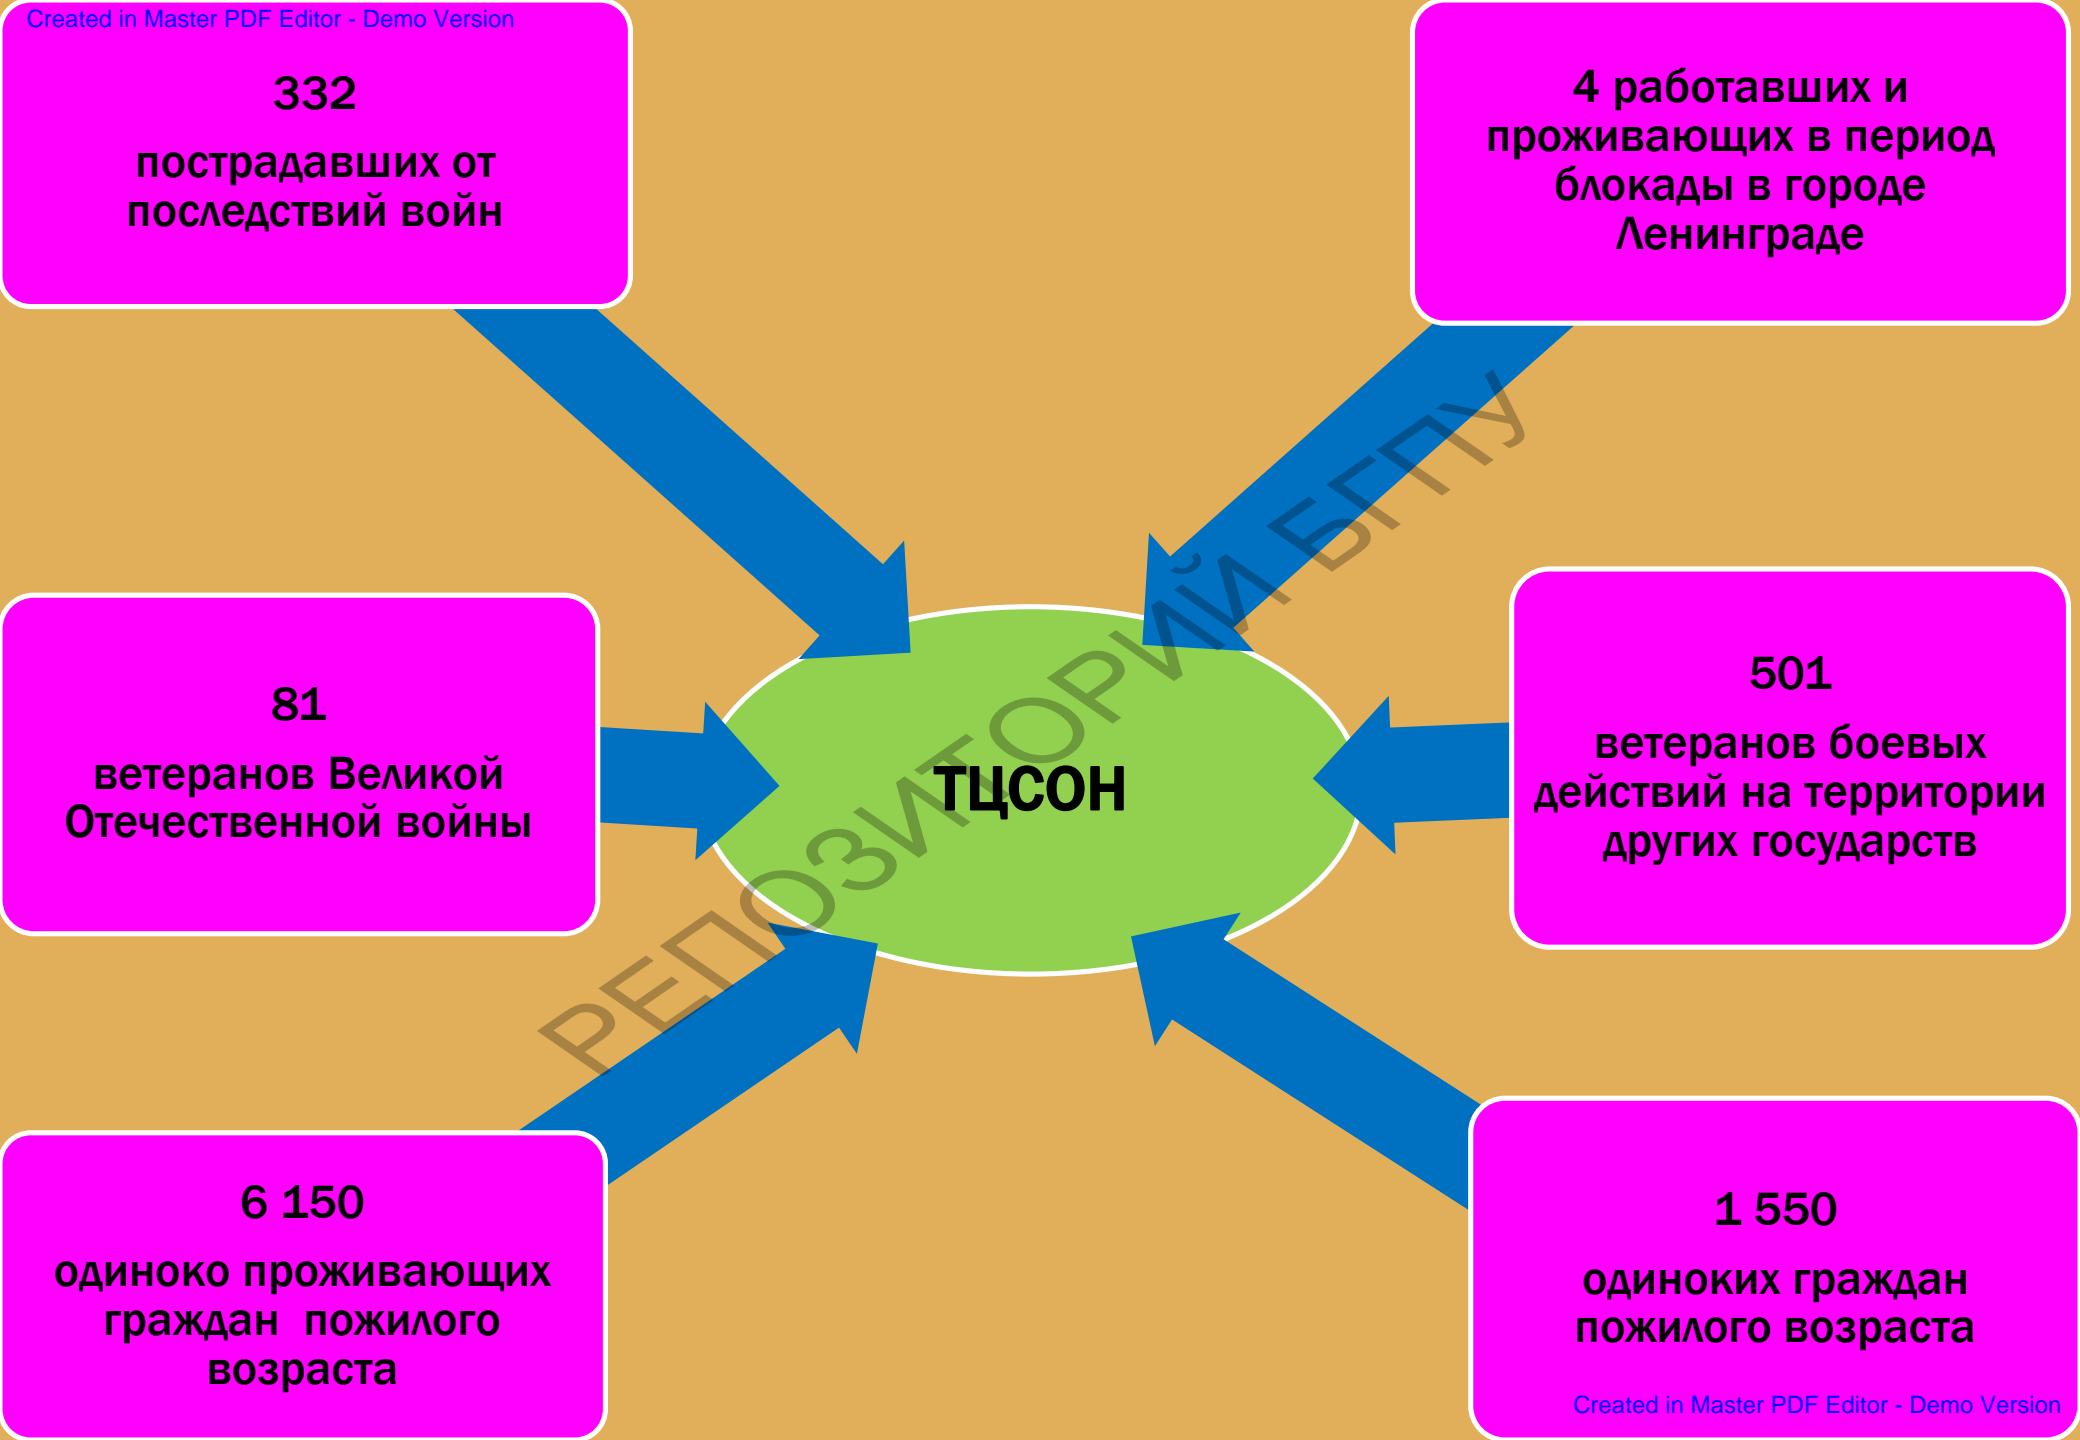 Created in Master PDF Editor - Demo Version
332
пострадавших от
последствий войн
4 работавших и
проживающих в период
блокады в городе
Ленинграде
81
ветеранов Великой
Отечественной войны
ТЦСОН
501
ветеранов боевых
действий на территории
других государств
6 150
одиноко проживающих
граждан  пожилого
возраста
1 550
одиноких граждан
пожилого возраста
РЕПОЗИТОРИЙ БГПУ
Created in Master PDF Editor - Demo Version